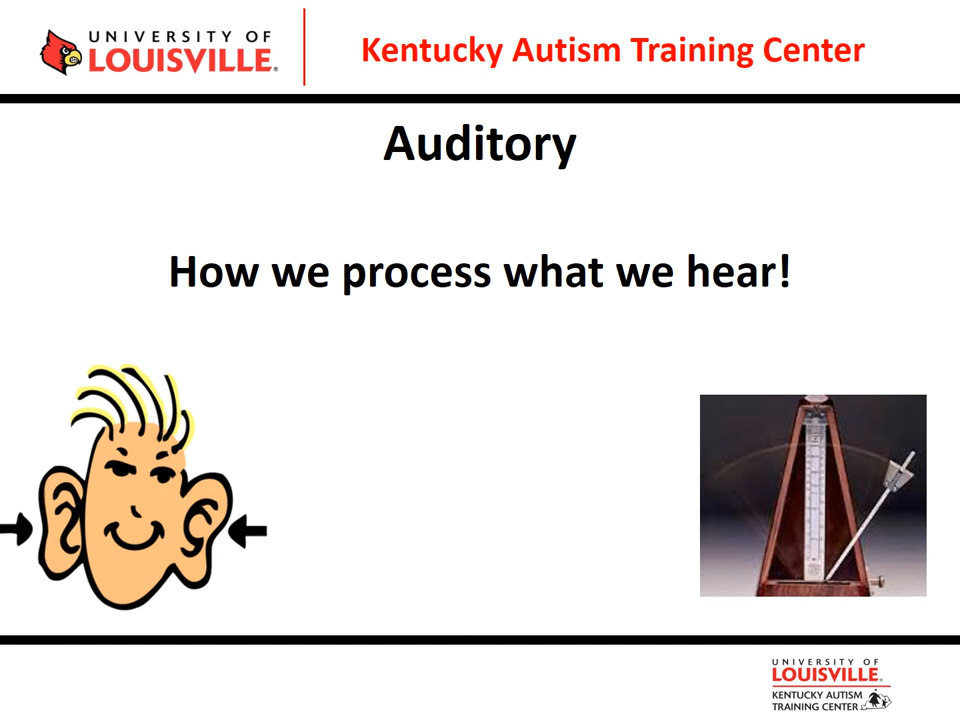 UNIVERSITY OF
LOUISVILLE.
Kentucky Autism Training Center
Auditory
How we process what we hear!
UNIVERSITY OF
LOUISVILLE.
KENTUCKY AUTISM
TRAINING CENTER